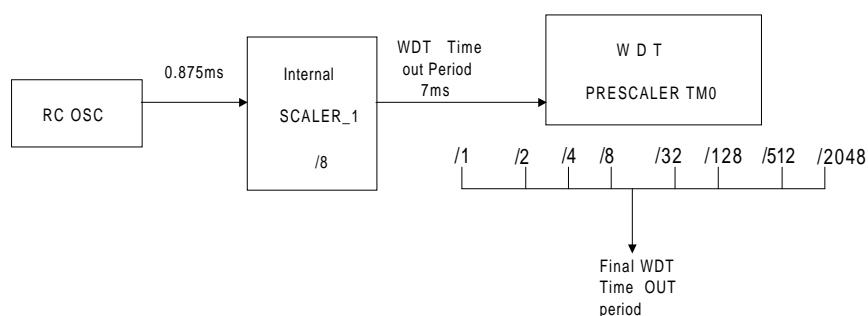 RC OSC
0.875ms
Internal
SCALER_1
/8
WDT Time
out Period
7ms
W D T
PRESCALER TM0
/1 /2 /4 /8 /32 /128 /512 /2048
Final WDT
Time OUT
period